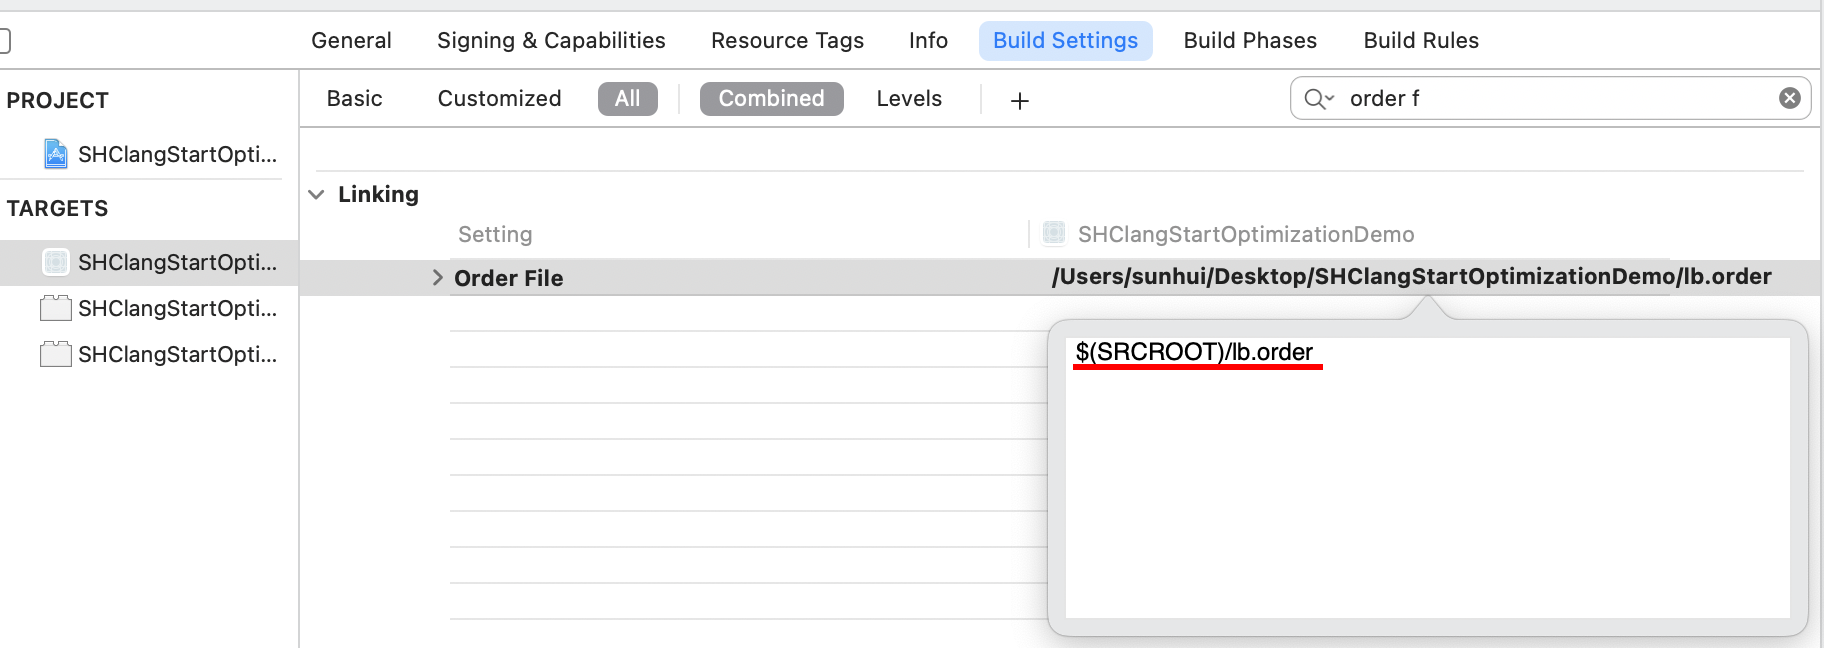 General Signing & Capabilities Resource Tags Info Build Settings Build Phases Build Rules
PROJECT
SHClangStartOpti...
TARGETS
SHClangStartOpti...
SHClangStartOpti...
SHClangStartOpti...
Basic Customized All Combined Levels + order f
Linking
Setting SHClangStartOptimizationDemo
Order File /Users/sunhui/Desktop/SHClangStartOptimizationDemo/lb.order
$(SRCROOT)/lb.order